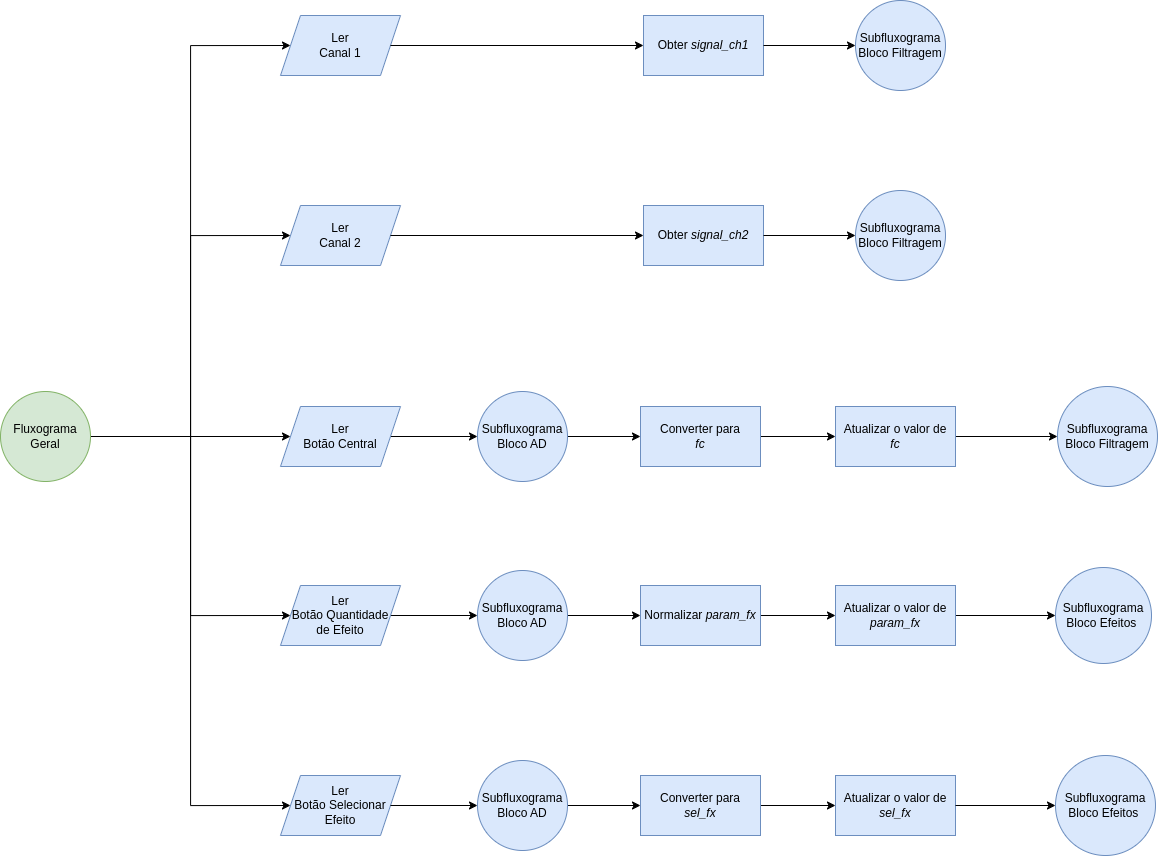 Ler
Canal 1
Obter signal_ch1
Subfluxograma
Bloco Filtragem
Ler
Canal 2
Obter signal_ch2
Subfluxograma
Bloco Filtragem
Fluxograma
Geral
Ler
Botão Central
Subfluxograma
Bloco AD
Converter para
fc
Atualizar o valor de
fc
Subfluxograma
Bloco Filtragem
Ler
Botão Quantidade
de Efeito
Subfluxograma
Bloco AD
Normalizar param_fx
Atualizar o valor de
param_fx
Subfluxograma
Bloco Efeitos
Ler
Botão Selecionar
Efeito
Subfluxograma
Bloco AD
Converter para
sel_fx
Atualizar o valor de
sel_fx
Subfluxograma
Bloco Efeitos